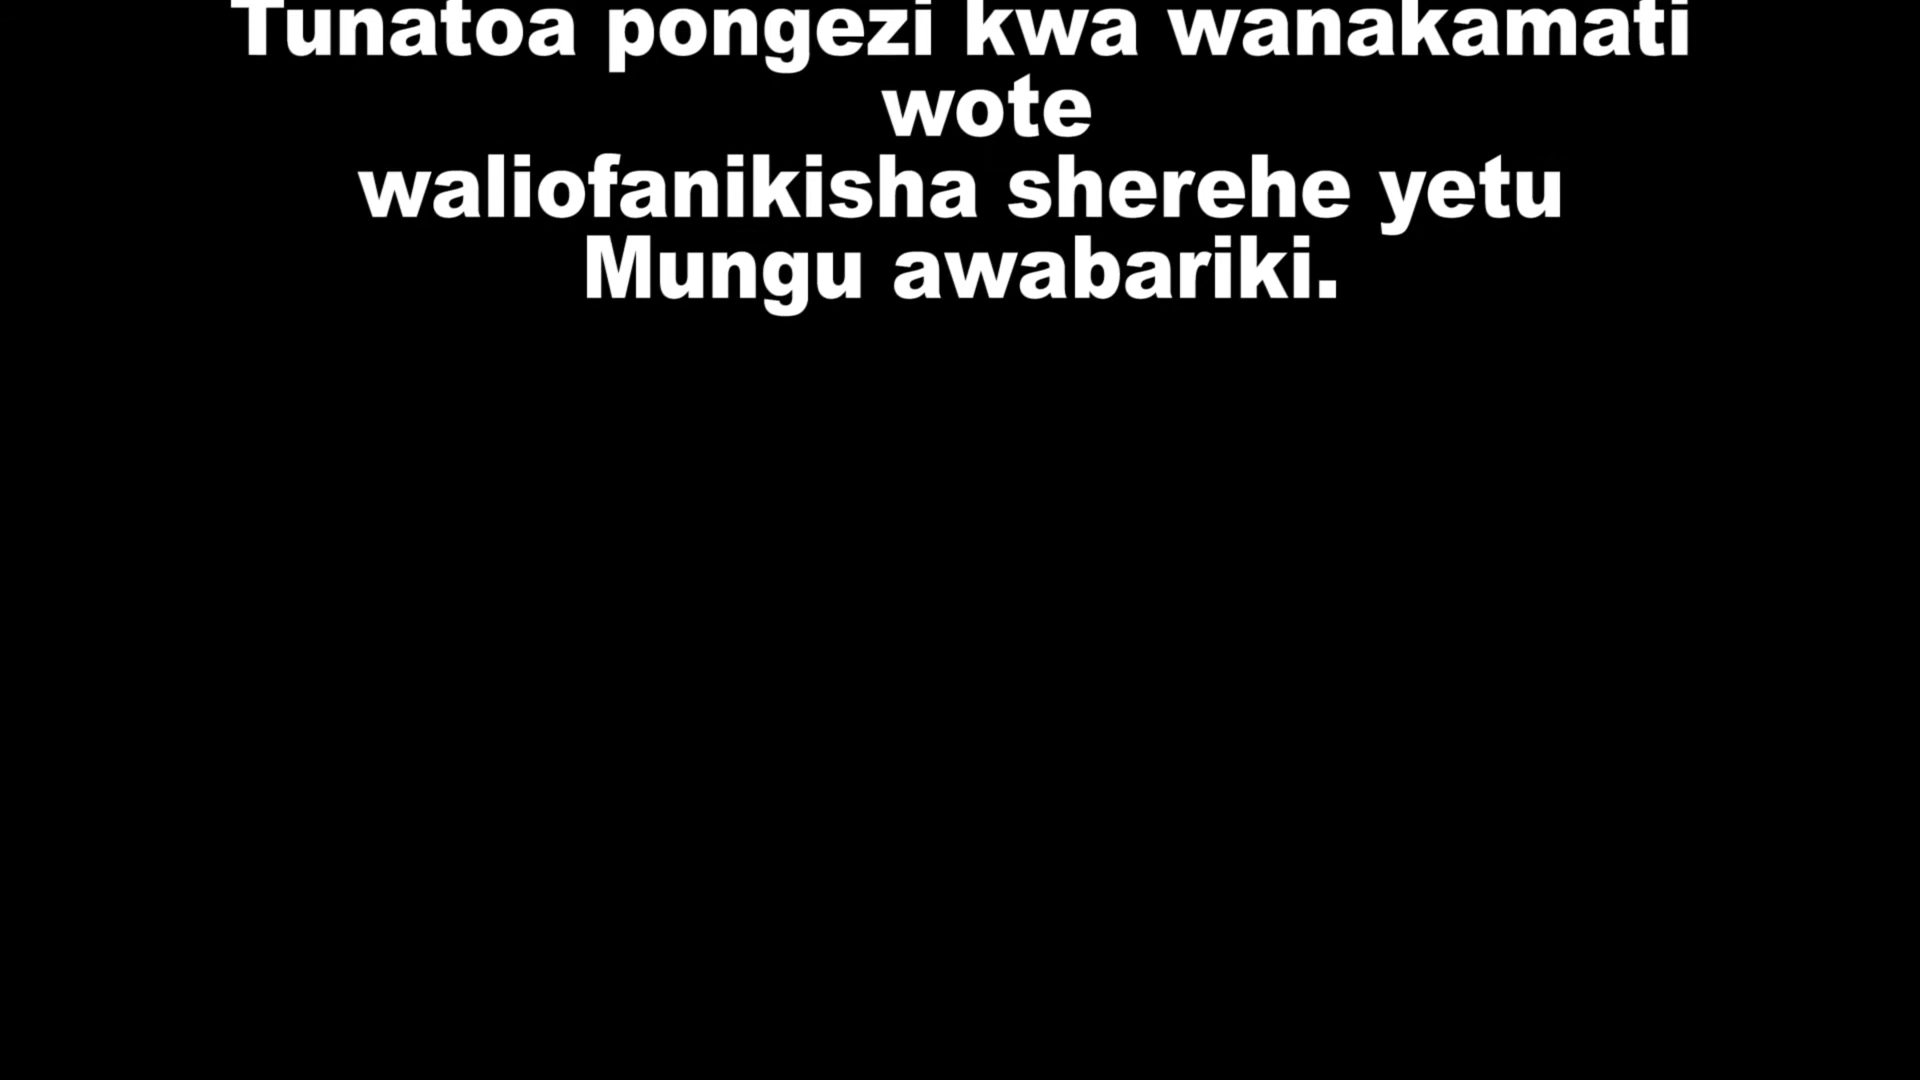 Tunatoa pongezi kwa wanakamati
wote
waliofanikisha sherehe yetu
Mungu awabariki.